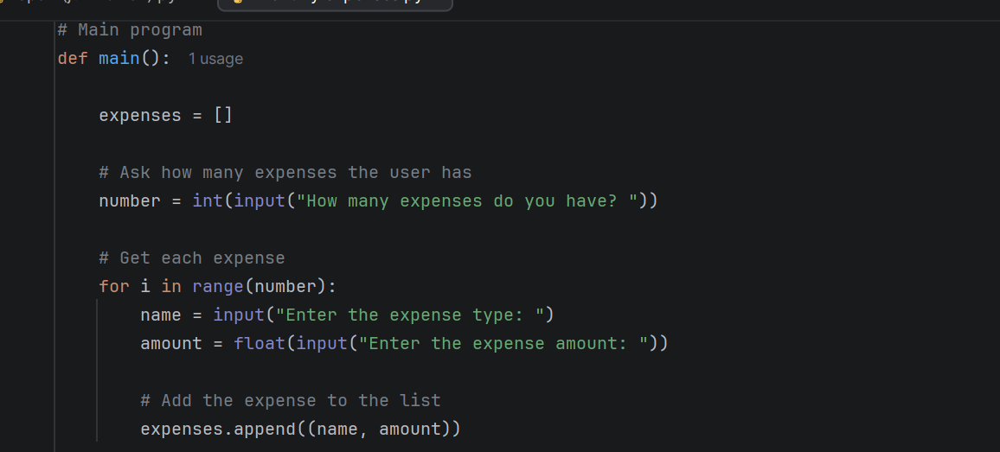 # Main program
def main():  1 usage
    expenses = []
    # Ask how many expenses the user has
    number = int(input("How many expenses do you have? "))
    # Get each expense
    for i in range(number):
        name = input("Enter the expense type: ")
        amount = float(input("Enter the expense amount: "))
        # Add the expense to the list
        expenses.append((name, amount))